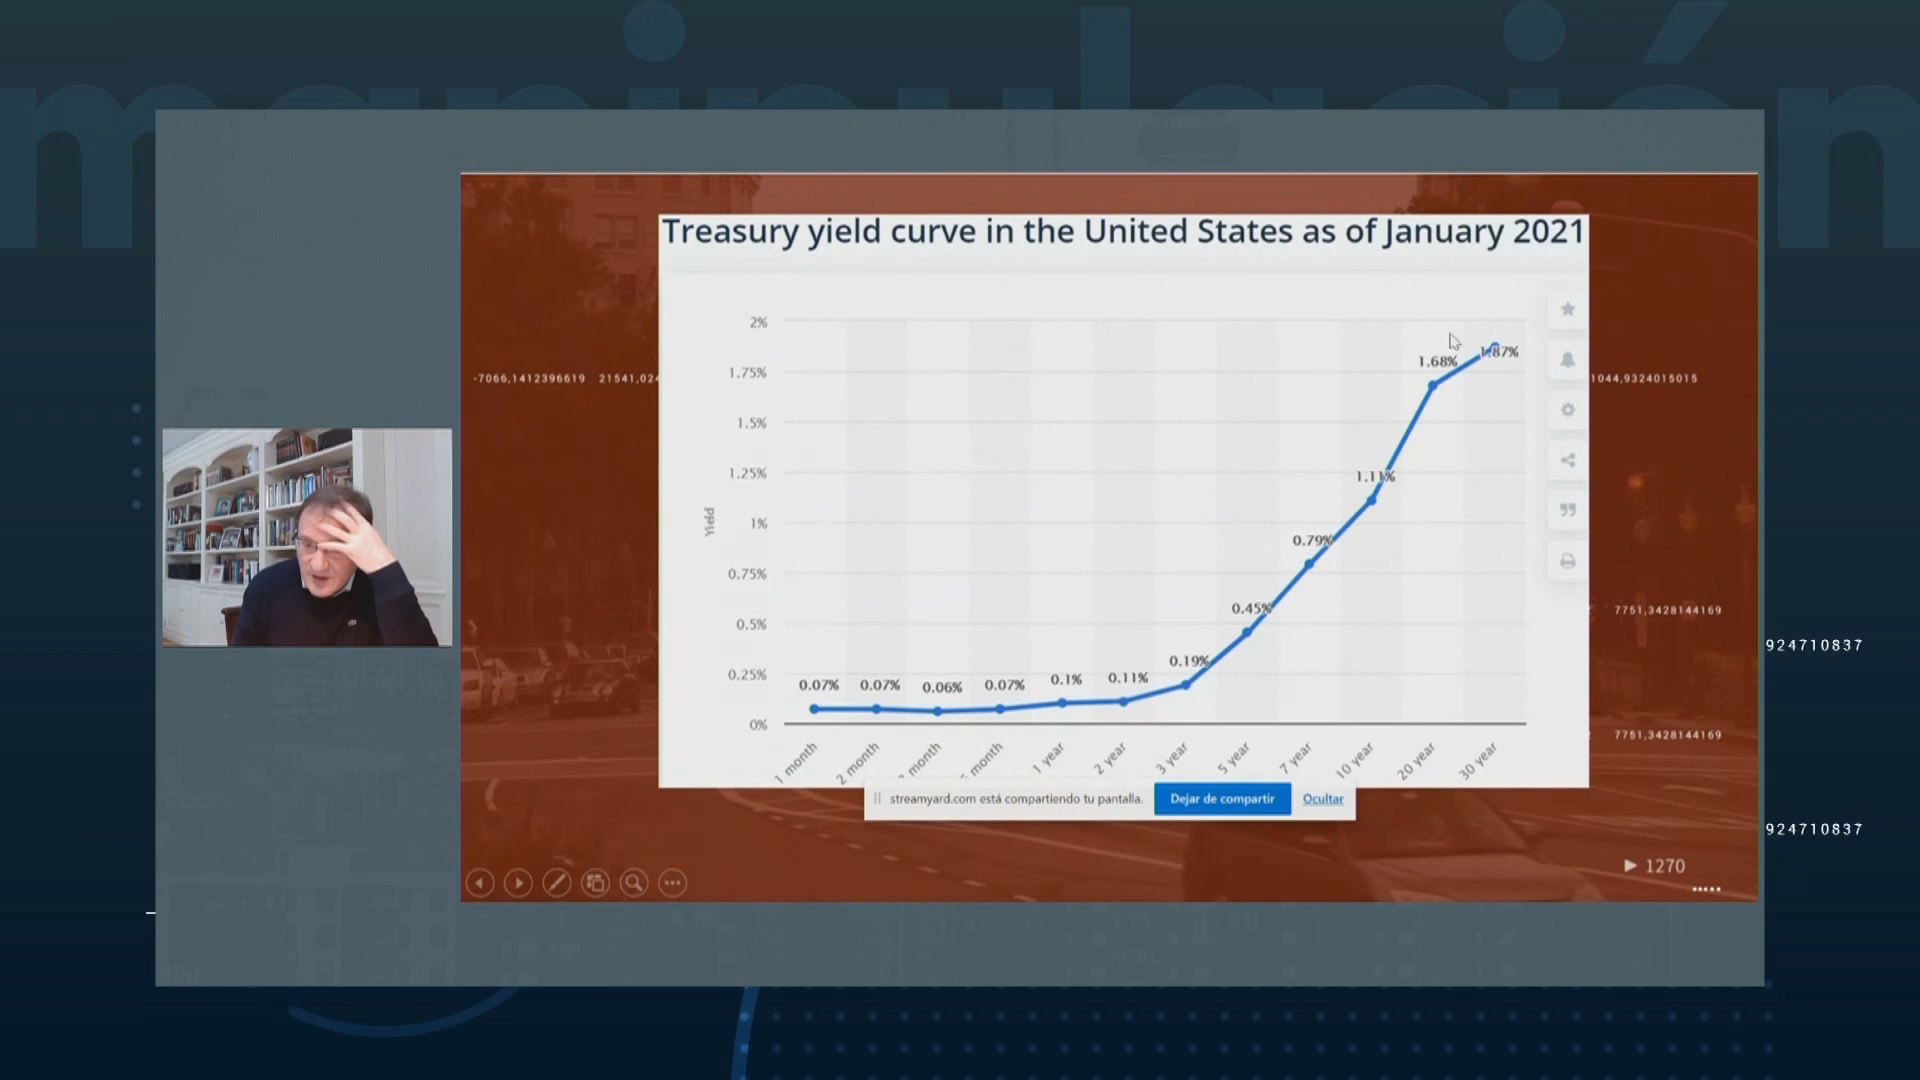 manipulación
Treasury yield curve in the United States as of January 2021
2%
1.75%
1.5%
1.25%
1%
0.75%
0.5%
0.25%
0%
Yield
0.07%
0.07%
0.06%
0.07%
0.1%
0.11%
0.19%
0.45%
0.79%
1.11%
1.68%
1.87%
1 month
2 month
month
month
1 year
2 year
3 year
5 year
7 year
10 year
20 year
30 year
-7066,1412396619 21541,024
1044,9324015015
7751,3428144169
924710837
7751,3428144169
streamyard.com está compartiendo tu pantalla.
Dejar de compartir
Ocultar
924710837
1270